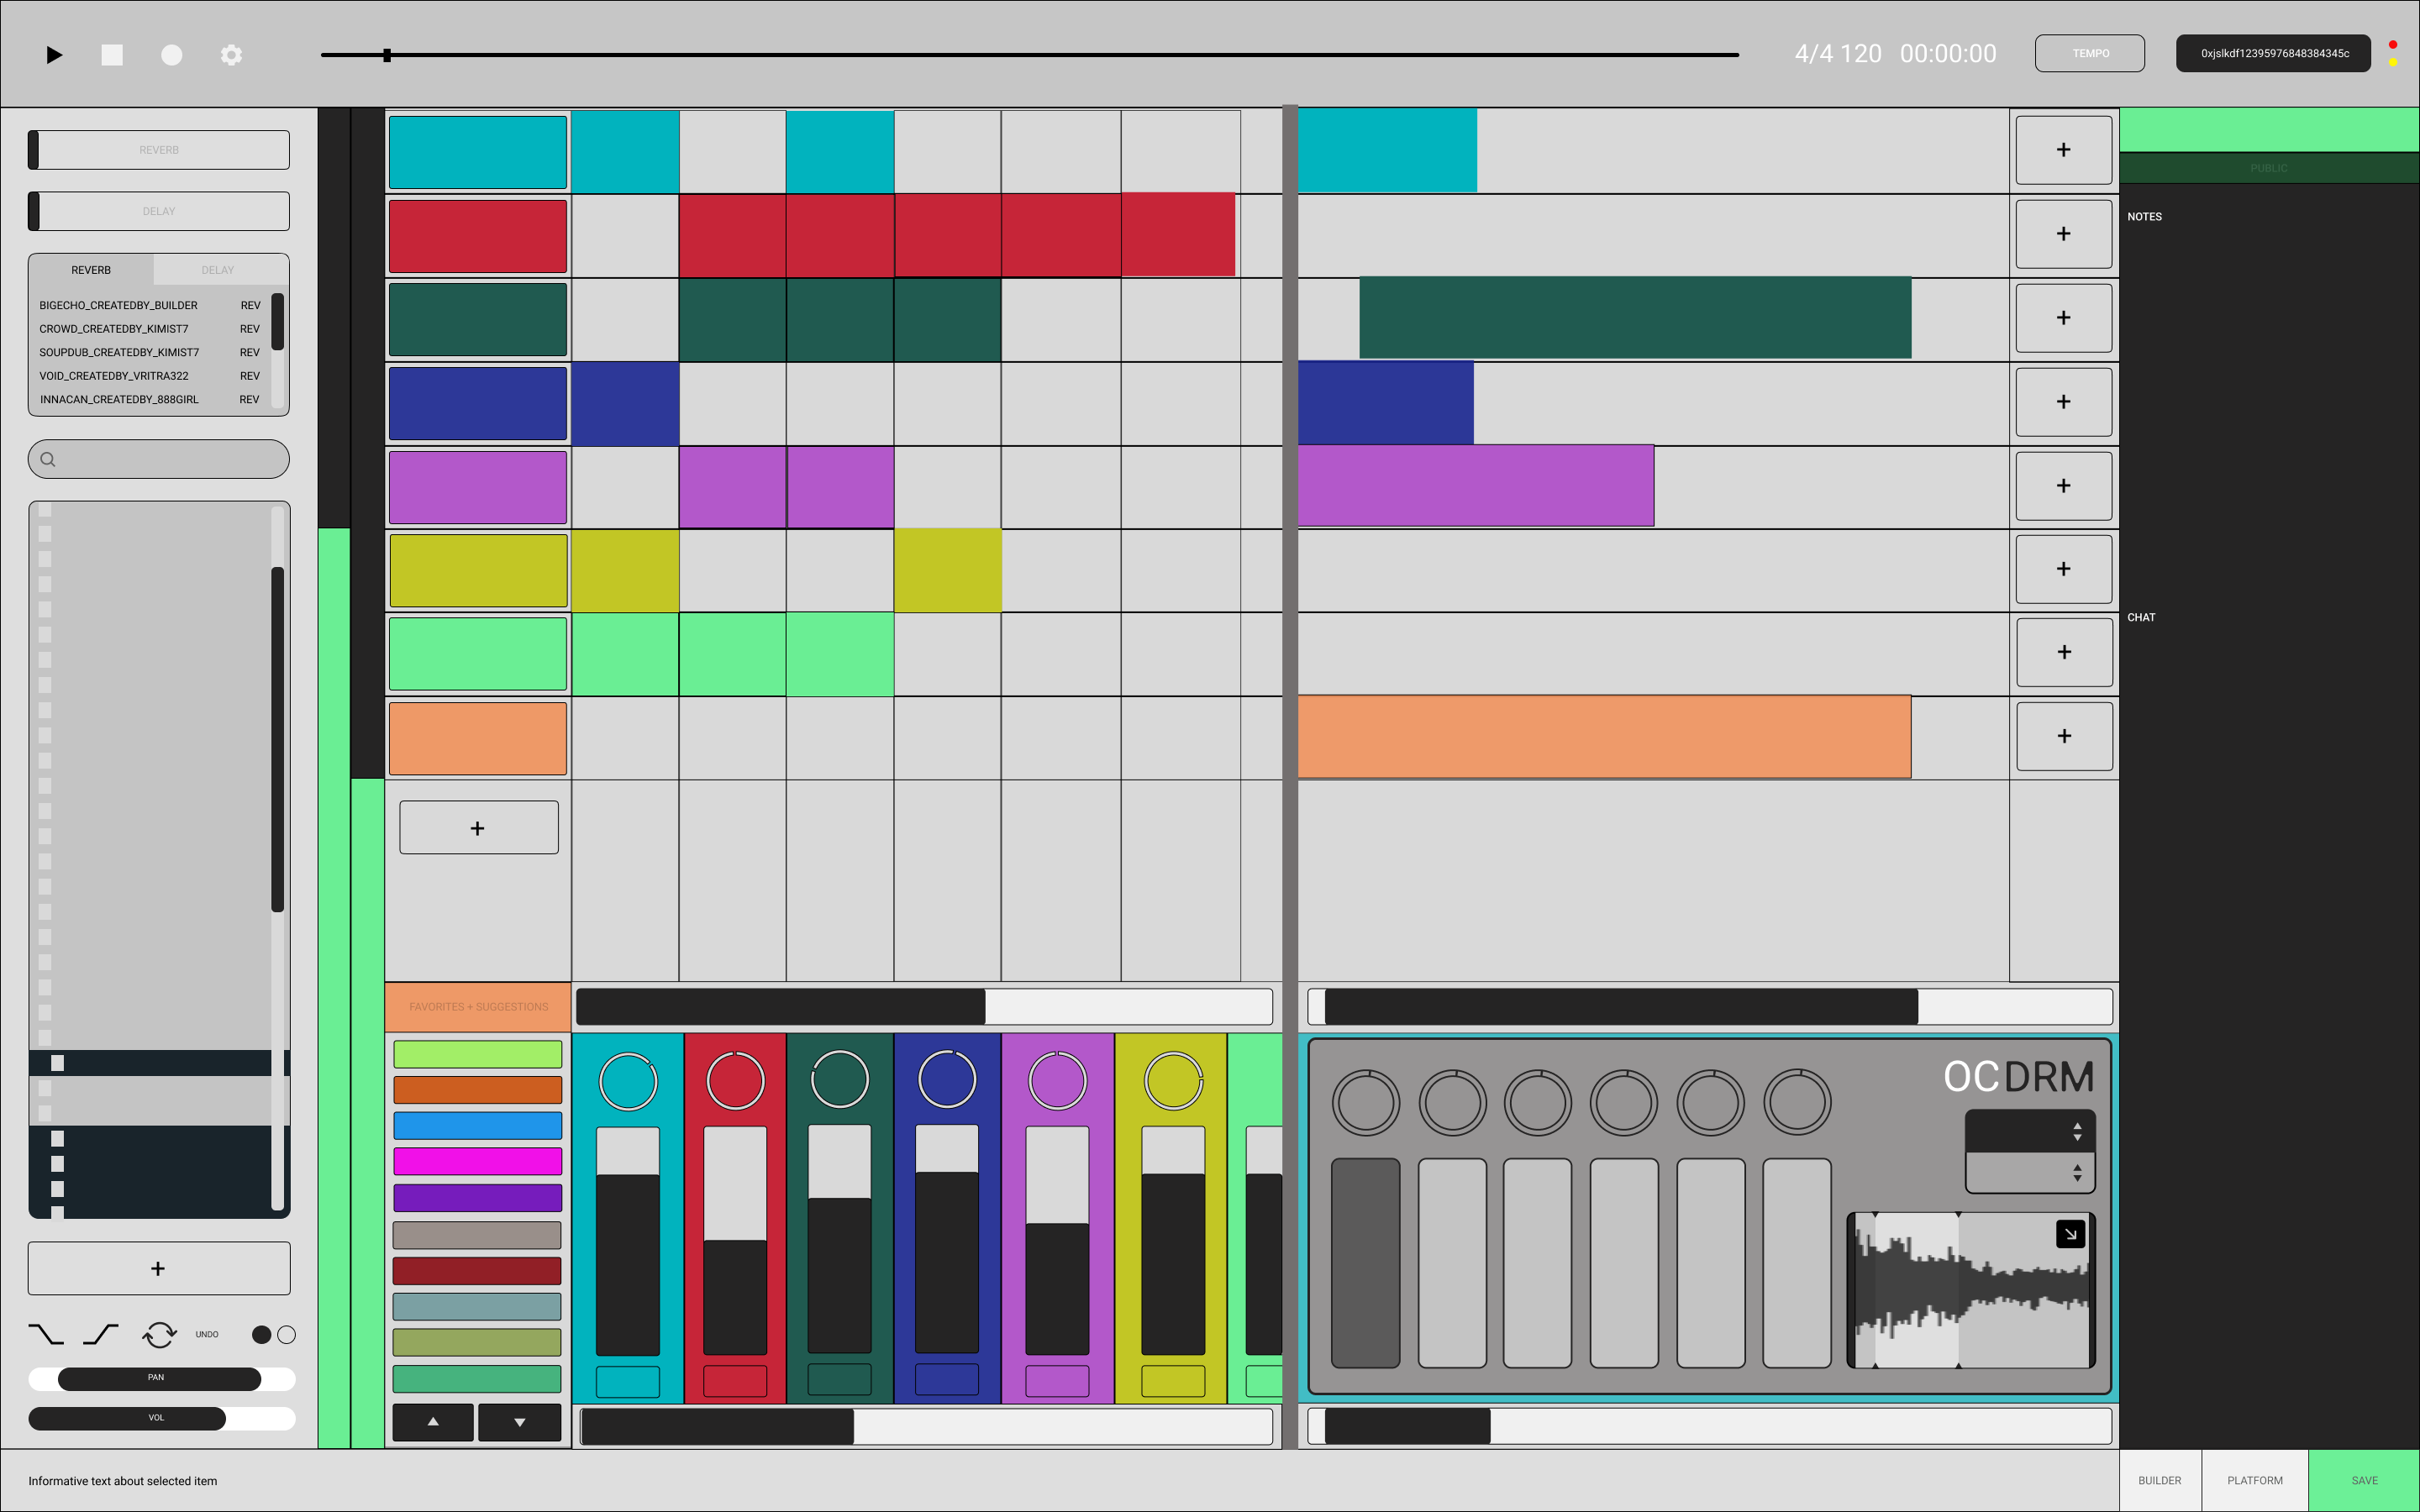 4/4 120 00:00:00
TEMPO
0xjslkdf12395976848384345c
REVERB
DELAY
REVERB DELAY
BIGECHO_CREATEDBY_BUILDER REV
CROWD_CREATEDBY_KIMIST7 REV
SOUPDUB_CREATEDBY_KIMIST7 REV
VOID_CREATEDBY_VRITRA322 REV
INNACAN_CREATEDBY_888GIRL REV
UNDO
PAN
VOL
FAVORITES + SUGGESTIONS
OCDRM
PUBLIC
NOTES
CHAT
Informative text about selected item
BUILDER PLATFORM SAVE